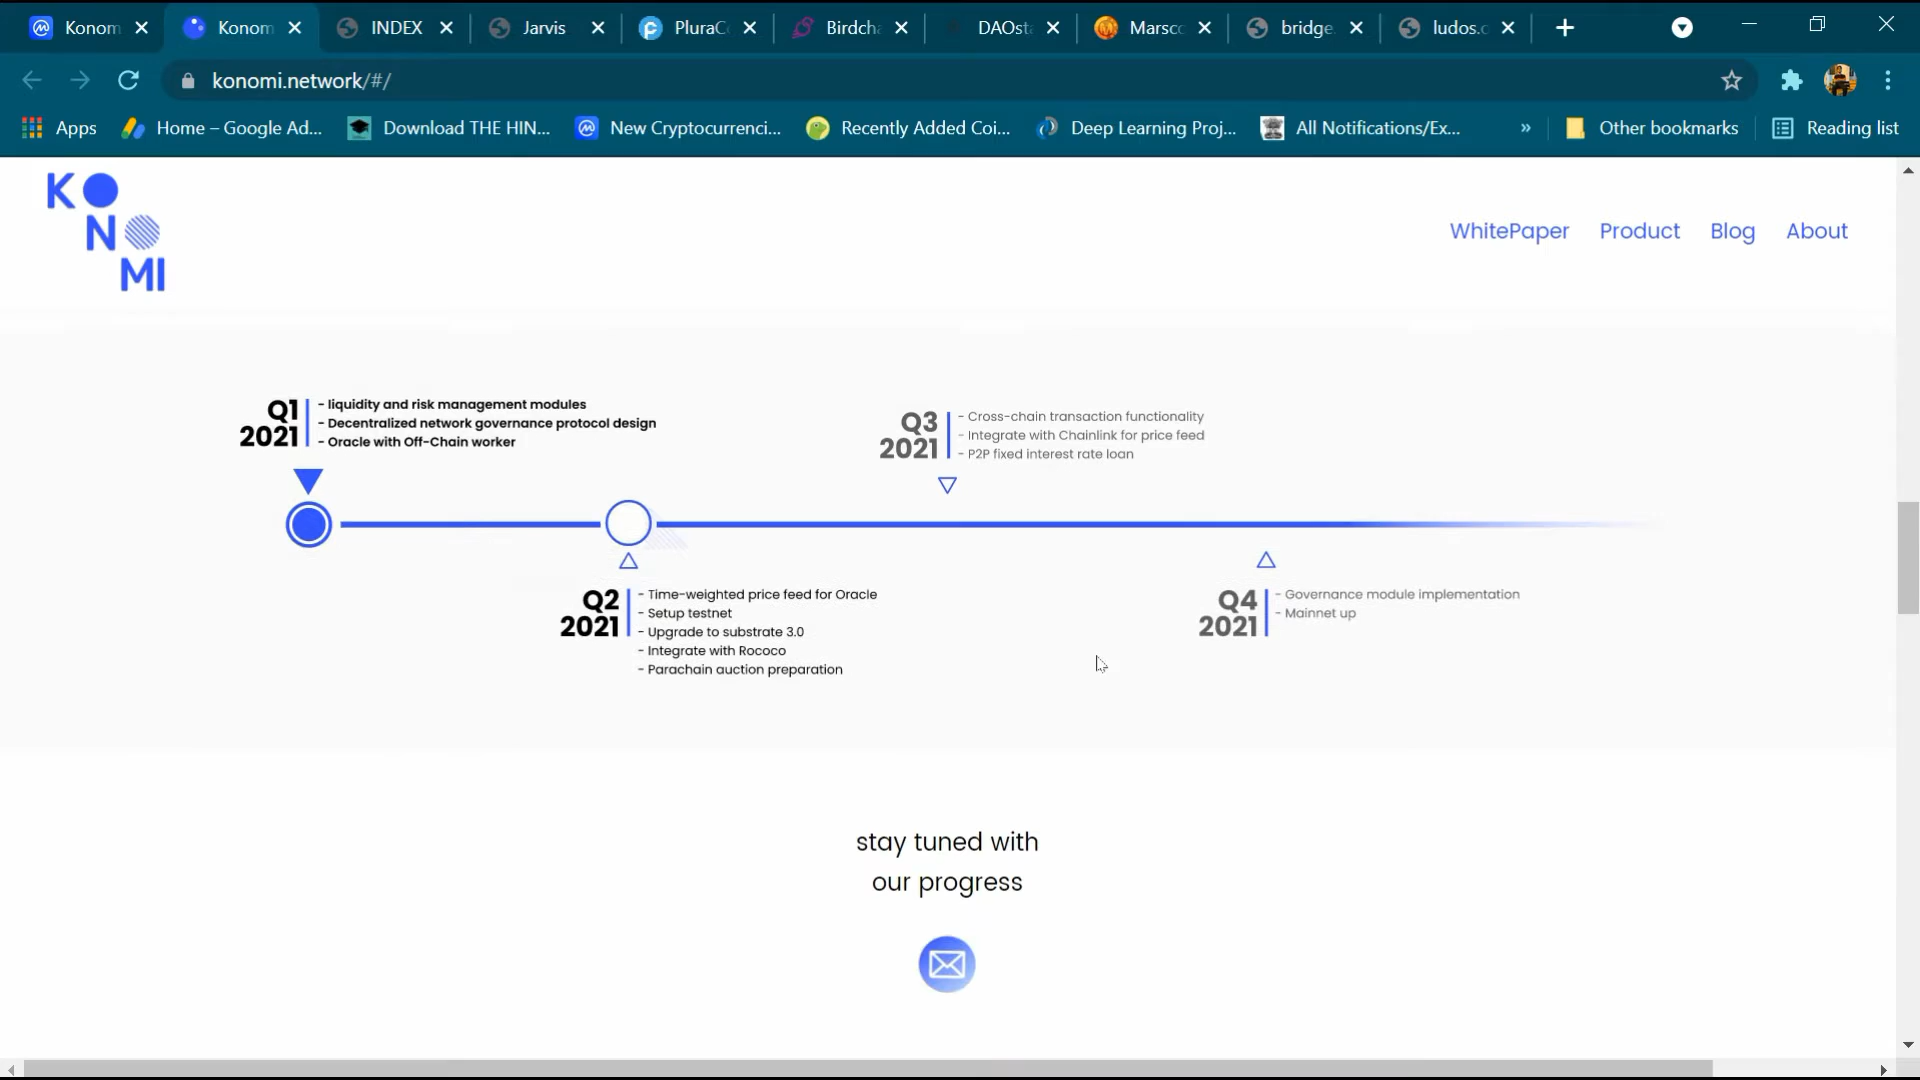 Konom
Konom
INDEX
Jarvis
PluraC
Birdcha
DAOsta
Marsco
bridge.
ludos.c
konomi.network/#/
Apps
Home – Google Ad...
Download THE HIN...
New Cryptocurrenci...
Recently Added Coi...
Deep Learning Proj...
All Notifications/Ex...
»
Other bookmarks
Reading list
KO
NO
MI
WhitePaper
Product
Blog
About
Q1
2021
- liquidity and risk management modules
- Decentralized network governance protocol design
- Oracle with Off-Chain worker
Q3
2021
- Cross-chain transaction functionality
- Integrate with Chainlink for price feed
- P2P fixed interest rate loan
Q2
2021
- Time-weighted price feed for Oracle
- Setup testnet
- Upgrade to substrate 3.0
- Integrate with Rococo
- Parachain auction preparation
Q4
2021
- Governance module implementation
- Mainnet up
stay tuned with
our progress